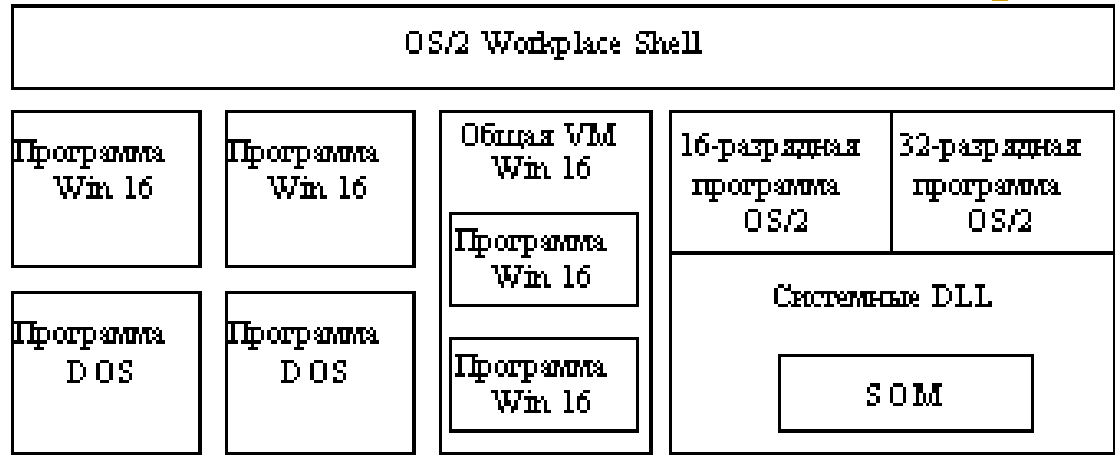 OS/2 Workplace Shell
Программа
Win 16
Программа
Win 16
Общая VM
Win 16
Программа
Win 16
Программа
Win 16
16-разрядная
программа
OS/2
32-разрядная
программа
OS/2
Программа
DOS
Программа
DOS
Системные DLL
SOM